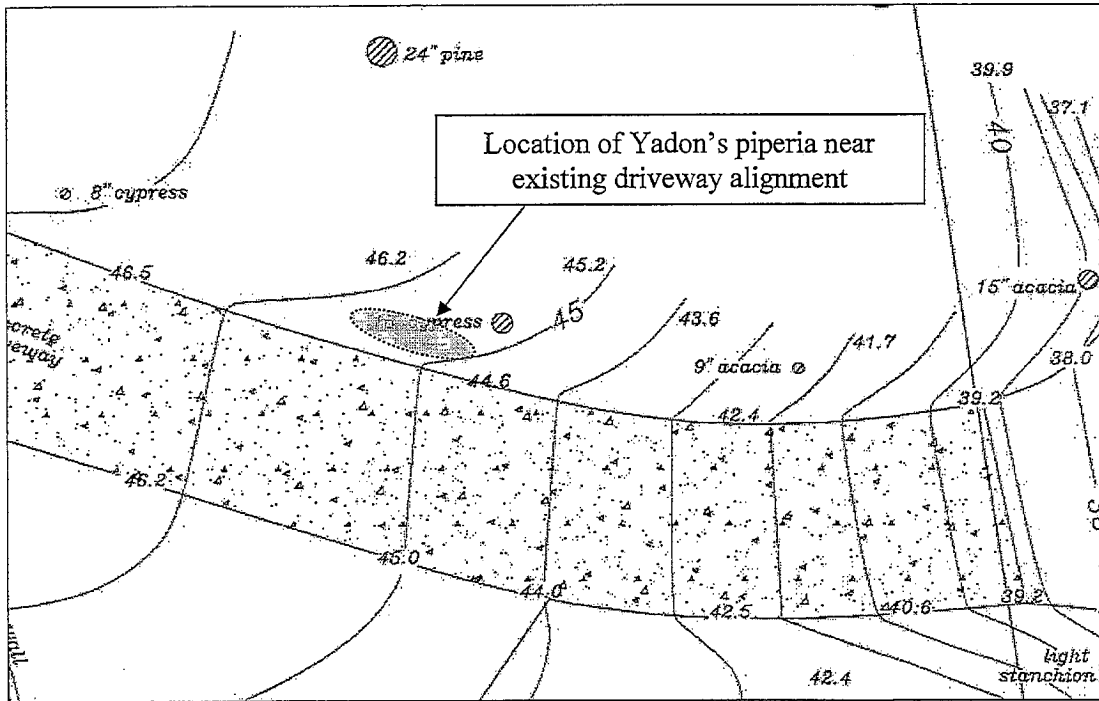 24" pine
39.9
37.1
40
Location of Yadon's piperia near
existing driveway alignment
8" cypress
46.5
46.2
45.2
45
cypress
43.6
15" acacia
41.7
9" acacia
38.0
44.6
42.4
39.2
46.2
45.0
44.0
42.5
40.6
39.2
wall
light
stanchion
42.4